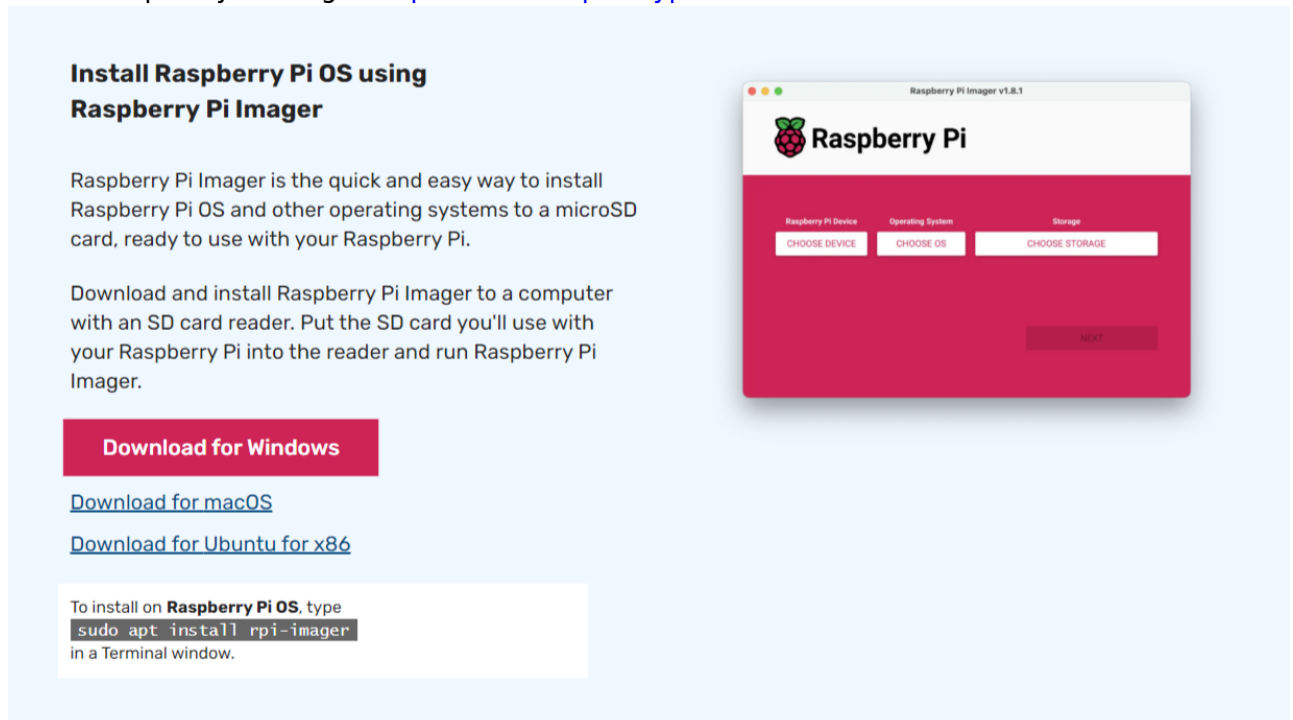 Install Raspberry Pi OS using
Raspberry Pi Imager
Raspberry Pi Imager is the quick and easy way to install
Raspberry Pi OS and other operating systems to a microSD
card, ready to use with your Raspberry Pi.
Download and install Raspberry Pi Imager to a computer
with an SD card reader. Put the SD card you'll use with
your Raspberry Pi into the reader and run Raspberry Pi
Imager.
Download for Windows
Download for macOS
Download for Ubuntu for x86
To install on Raspberry Pi OS, type
sudo apt install rpi-imager
in a Terminal window.
Raspberry Pi Imager v1.8.1
Raspberry Pi
Raspberry Pi Device Operating System Storage
CHOOSE DEVICE CHOOSE OS CHOOSE STORAGE
NEXT